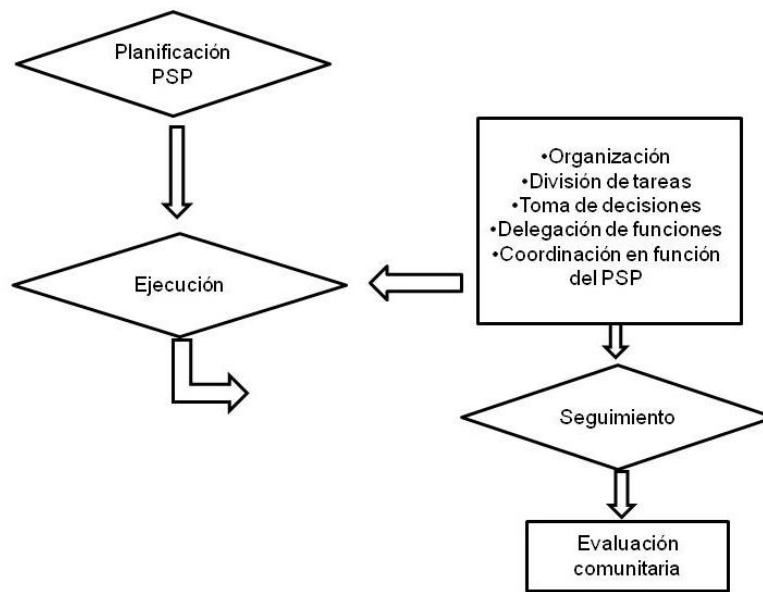 Planificación
PSP
•Organización
•División de tareas
•Toma de decisiones
•Delegación de funciones
•Coordinación en función
del PSP
Ejecución
Seguimiento
Evaluación
comunitaria